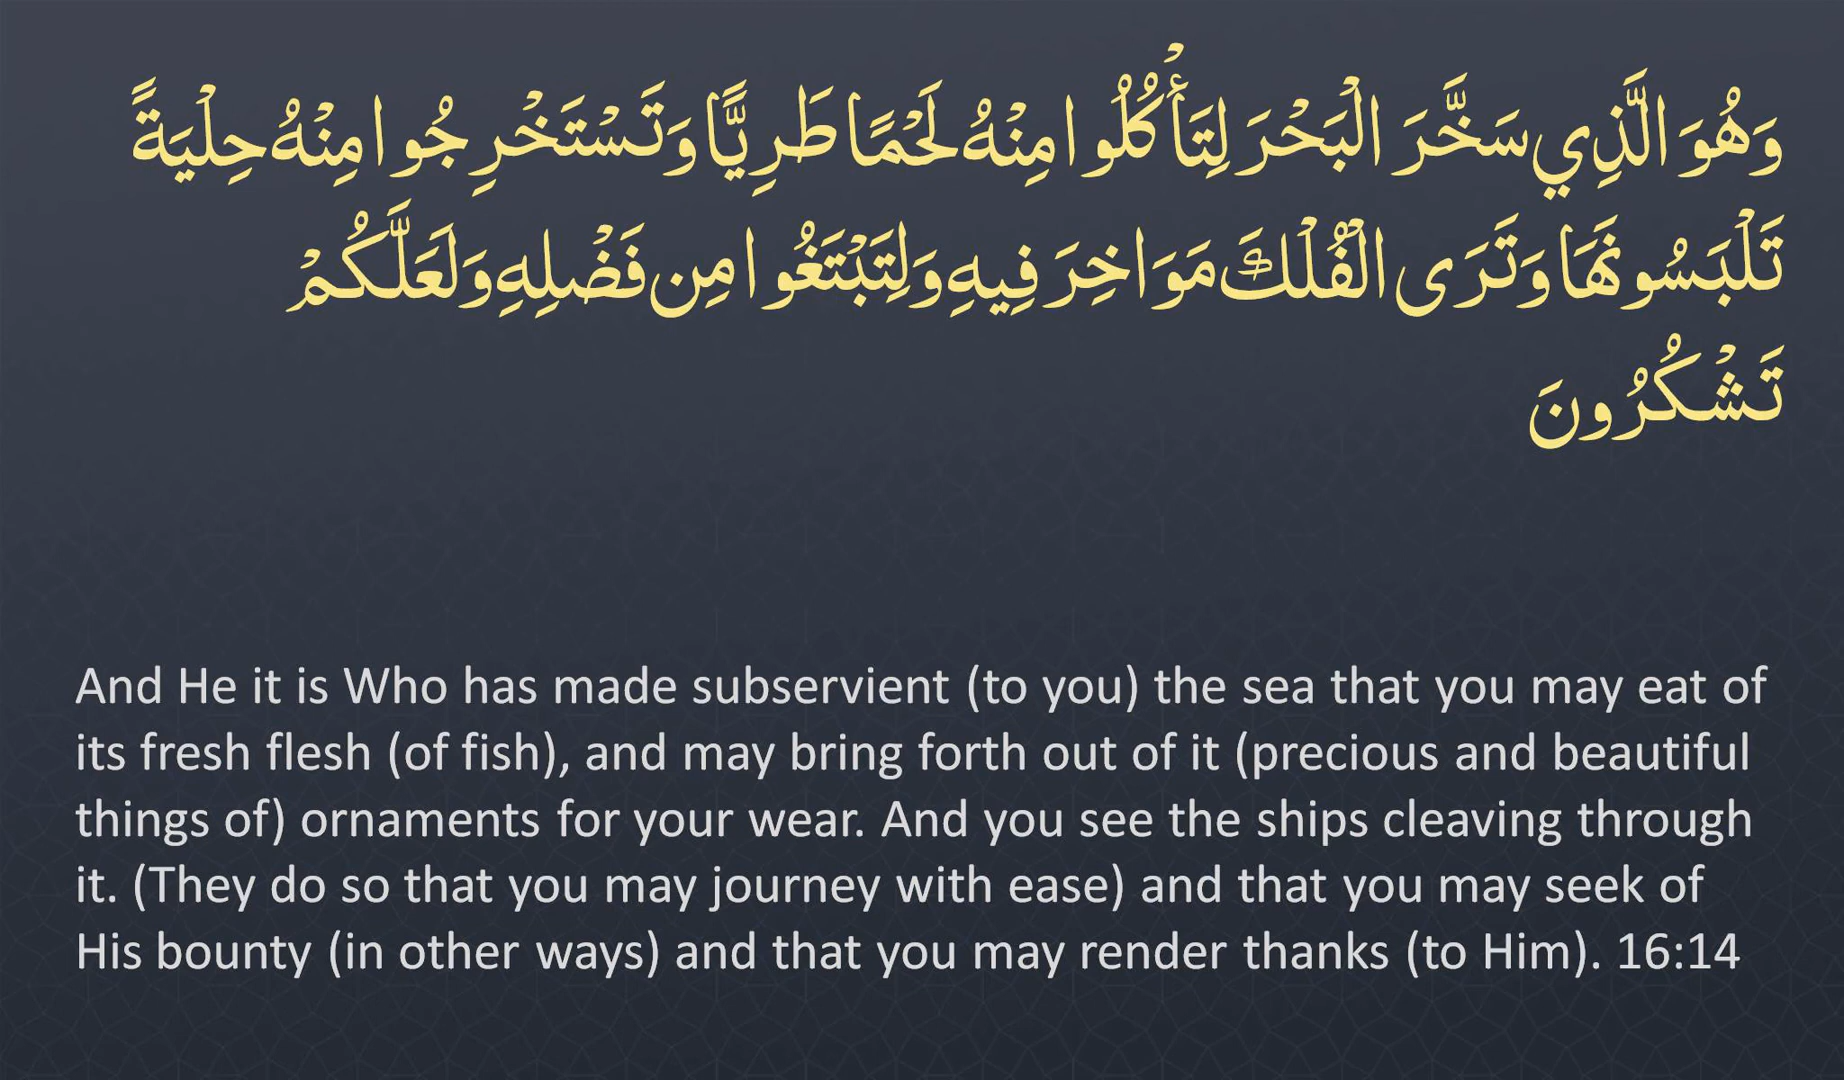 وَهُوَ الَّذِي سَخَّرَ الْبَحْرَ لِتَأْكُلُوا مِنْهُ لَحْمًا طَرِيًّا وَتَسْتَخْرِجُوا مِنْهُ حِلْيَةً
تَلْبَسُونَهَا وَتَرَى الْفُلْكَ مَوَاخِرَ فِيهِ وَلِتَبْتَغُوا مِن فَضْلِهِ وَلَعَلَّكُمْ
تَشْكُرُونَ
And He it is Who has made subservient (to you) the sea that you may eat of
its fresh flesh (of fish), and may bring forth out of it (precious and beautiful
things of) ornaments for your wear. And you see the ships cleaving through
it. (They do so that you may journey with ease) and that you may seek of
His bounty (in other ways) and that you may render thanks (to Him). 16:14